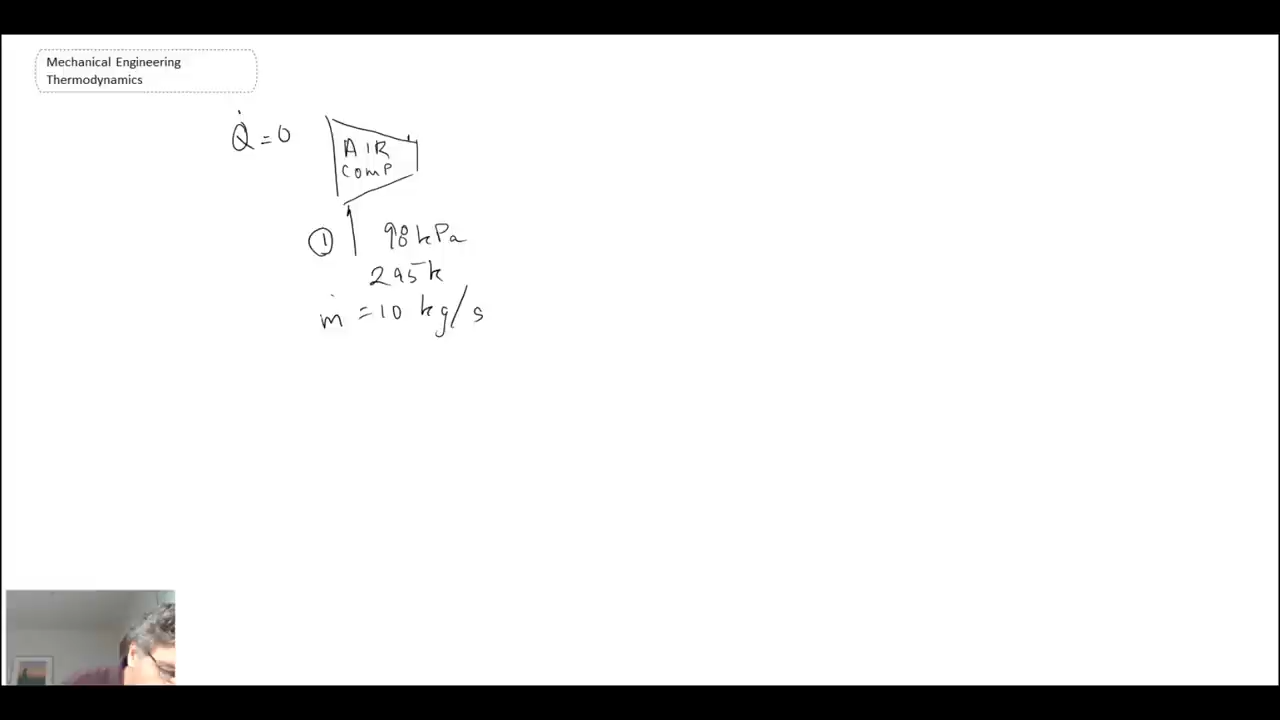 Mechanical Engineering
Thermodynamics
Q̇ = 0
AIR
COMP
① 98 kPa
295 k
ṁ = 10 kg/s